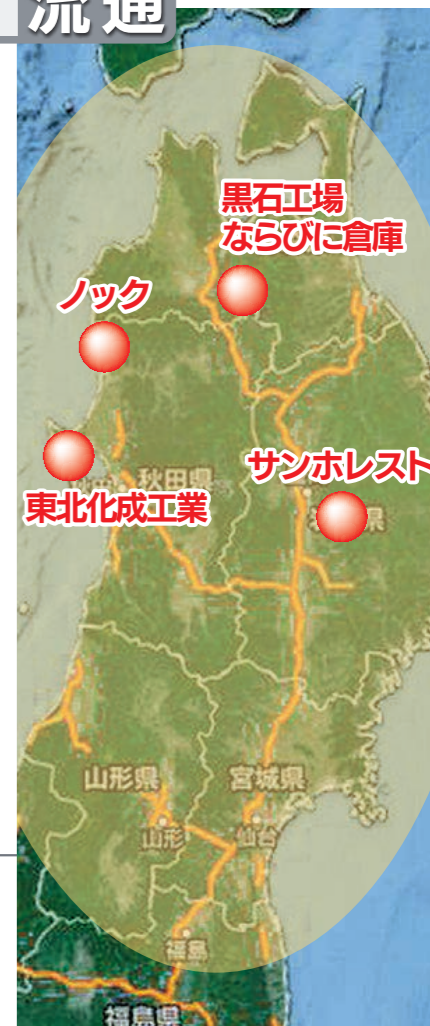 流通
黒石工場
ならびに倉庫
ノック
サンホレスト
秋田県
東北化成工業
県
山形県
宮城県
山形
仙台
福島
福島県